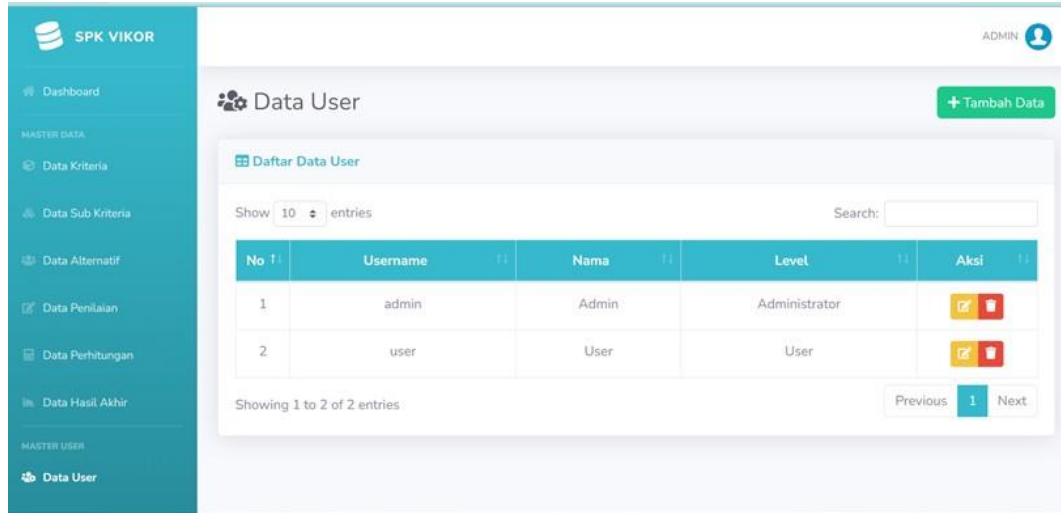 SPK VIKOR
ADMIN
Dashboard
MASTER DATA
Data Kriteria
Data Sub Kriteria
Data Alternatif
Data Penilaian
Data Perhitungan
Data Hasil Akhir
MASTER USER
Data User
Data User
+ Tambah Data
Daftar Data User
Show 10 entries
Search:
No Username Nama Level Aksi
1 admin Admin Administrator
2 user User User
Showing 1 to 2 of 2 entries
Previous 1 Next